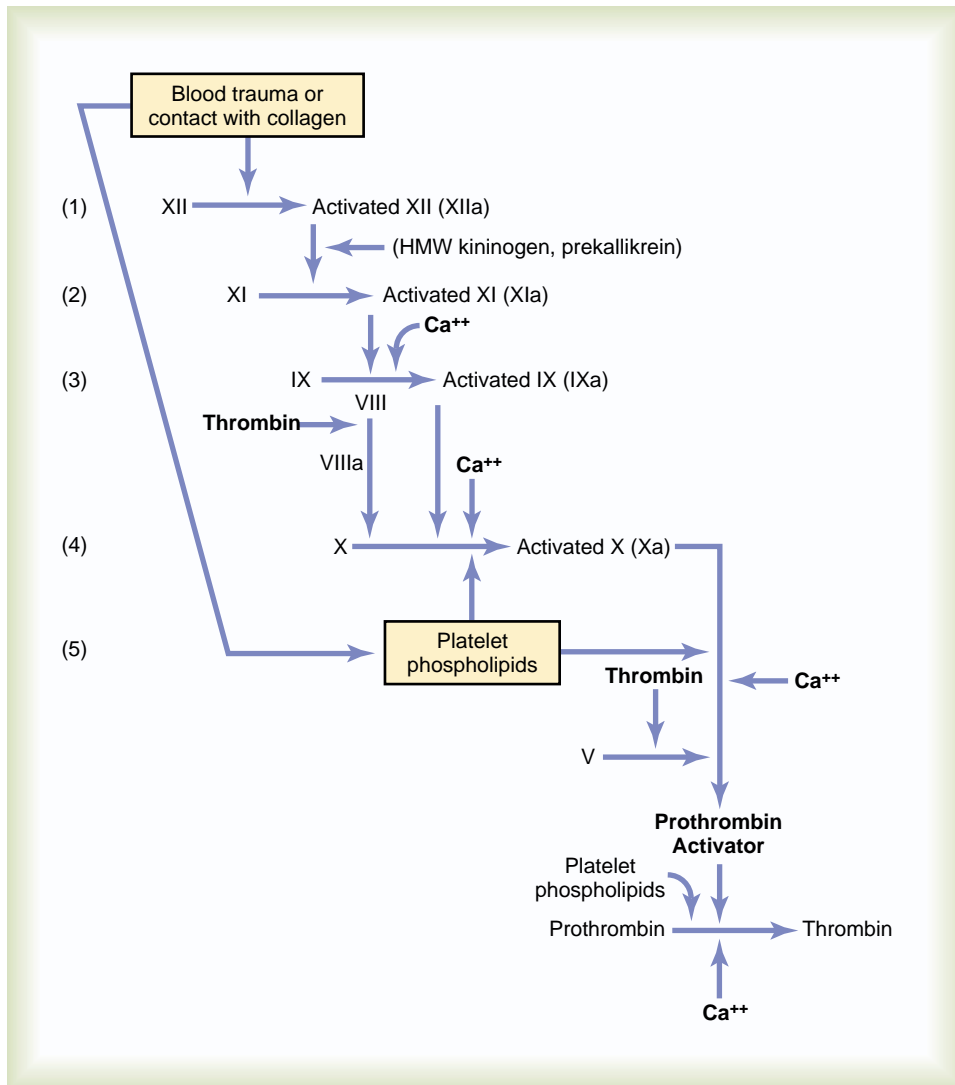 Blood trauma or
contact with collagen
(1) XII Activated XII (XIIa)
(HMW kininogen, prekallikrein)
(2) XI Activated XI (XIa)
Ca++
(3) IX Activated IX (IXa)
VIII
Thrombin
VIIIa Ca++
(4) X Activated X (Xa)
(5) Platelet
phospholipids
Thrombin Ca++
V
Prothrombin
Activator
Platelet
phospholipids
Prothrombin Thrombin
Ca++